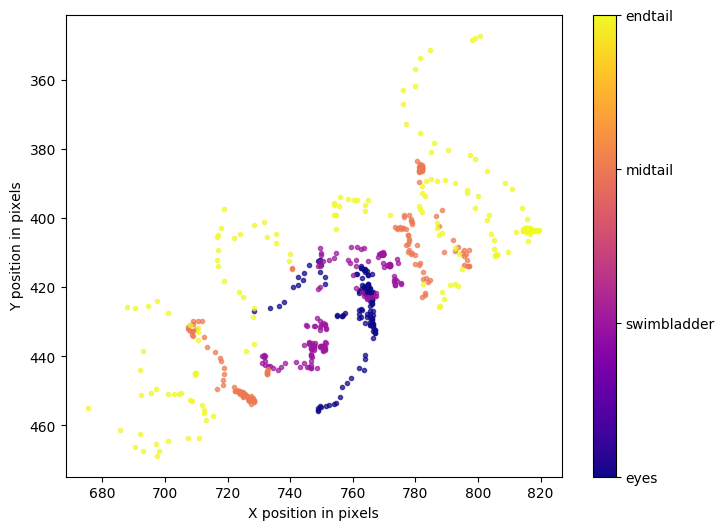 360
380
400
420
440
460
680
700
720
740
760
780
800
820
Y position in pixels
X position in pixels
endtail
midtail
swimbladder
eyes